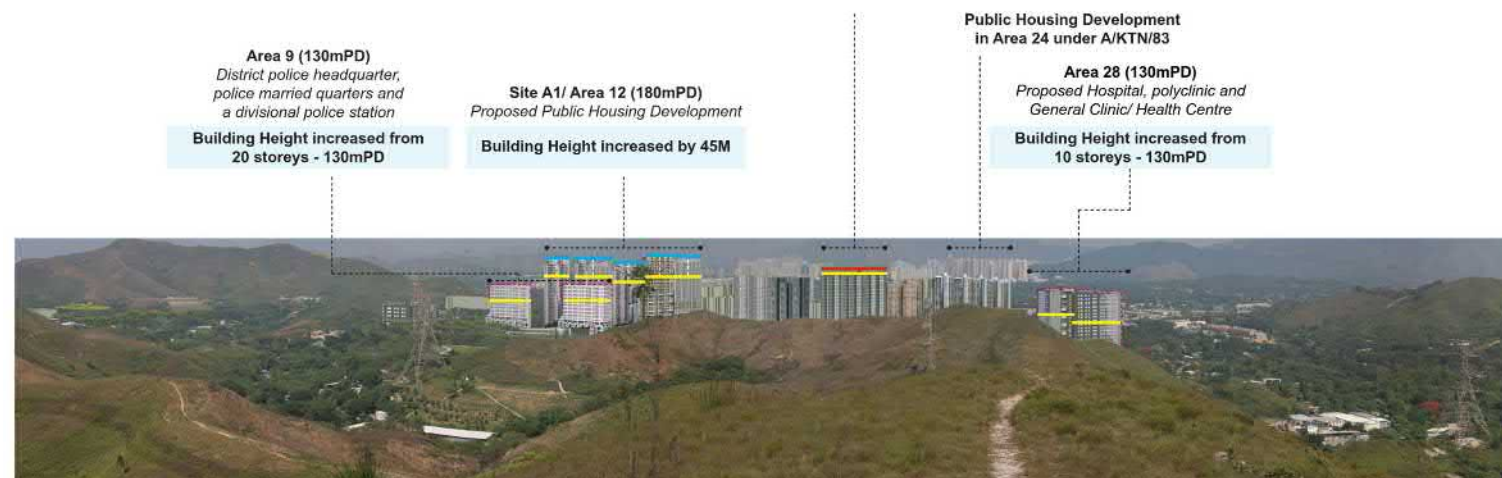 Public Housing Development
in Area 24 under A/KTN/83
Area 9 (130mPD)
District police headquarter,
police married quarters and
a divisional police station
Building Height increased from
20 storeys - 130mPD
Site A1/ Area 12 (180mPD)
Proposed Public Housing Development
Building Height increased by 45M
Area 28 (130mPD)
Proposed Hospital, polyclinic and
General Clinic/ Health Centre
Building Height increased from
10 storeys - 130mPD